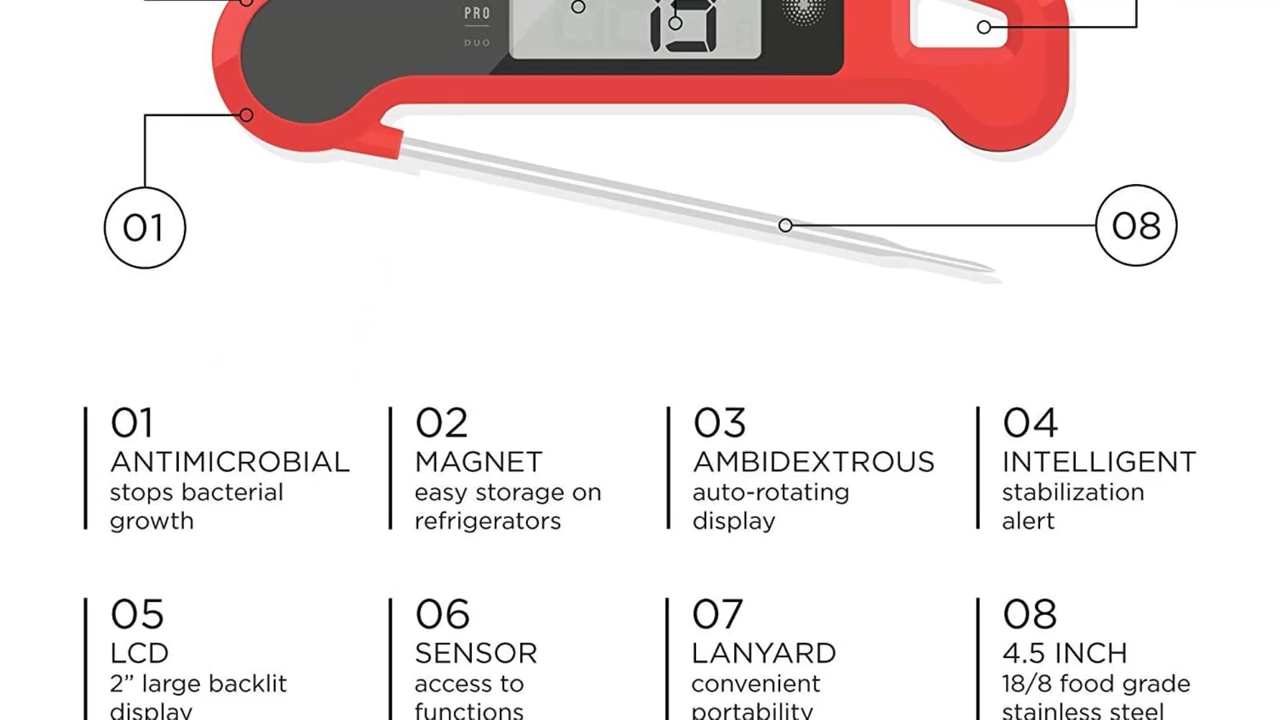 PRO
DUO
01
08
01
ANTIMICROBIAL
stops bacterial
growth
02
MAGNET
easy storage on
refrigerators
03
AMBIDEXTROUS
auto-rotating
display
04
INTELLIGENT
stabilization
alert
05
LCD
2” large backlit
display
06
SENSOR
access to
functions
07
LANYARD
convenient
portability
08
4.5 INCH
18/8 food grade
stainless steel